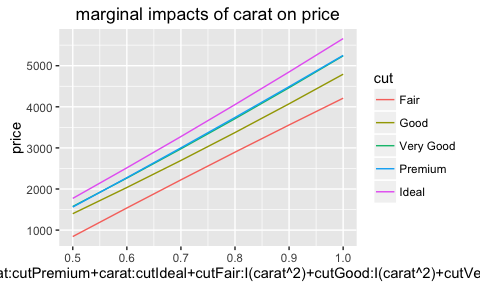 marginal impacts of carat on price
price
5000
4000
3000
2000
1000
0.5 0.6 0.7 0.8 0.9 1.0
at:cutPremium+carat:cutIdeal+cutFair:I(carat^2)+cutGood:I(carat^2)+cutVe
cut
Fair
Good
Very Good
Premium
Ideal